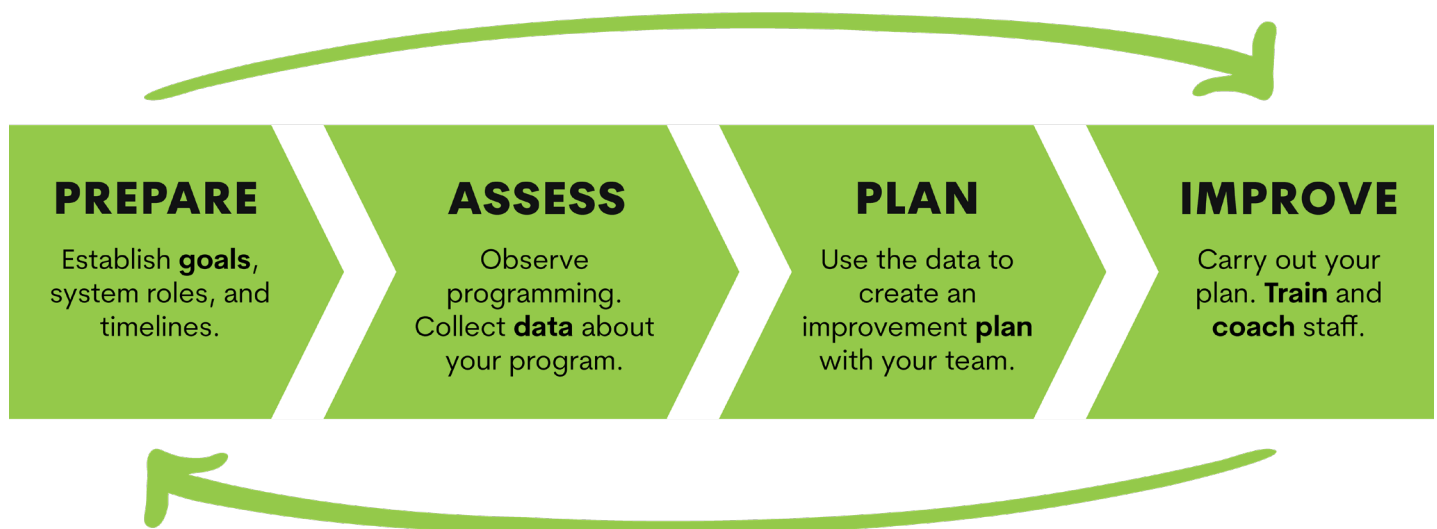 PREPARE
Establish goals,
system roles, and
timelines.
ASSESS
Observe
programming.
Collect data about
your program.
PLAN
Use the data to
create an
improvement plan
with your team.
IMPROVE
Carry out your
plan. Train and
coach staff.